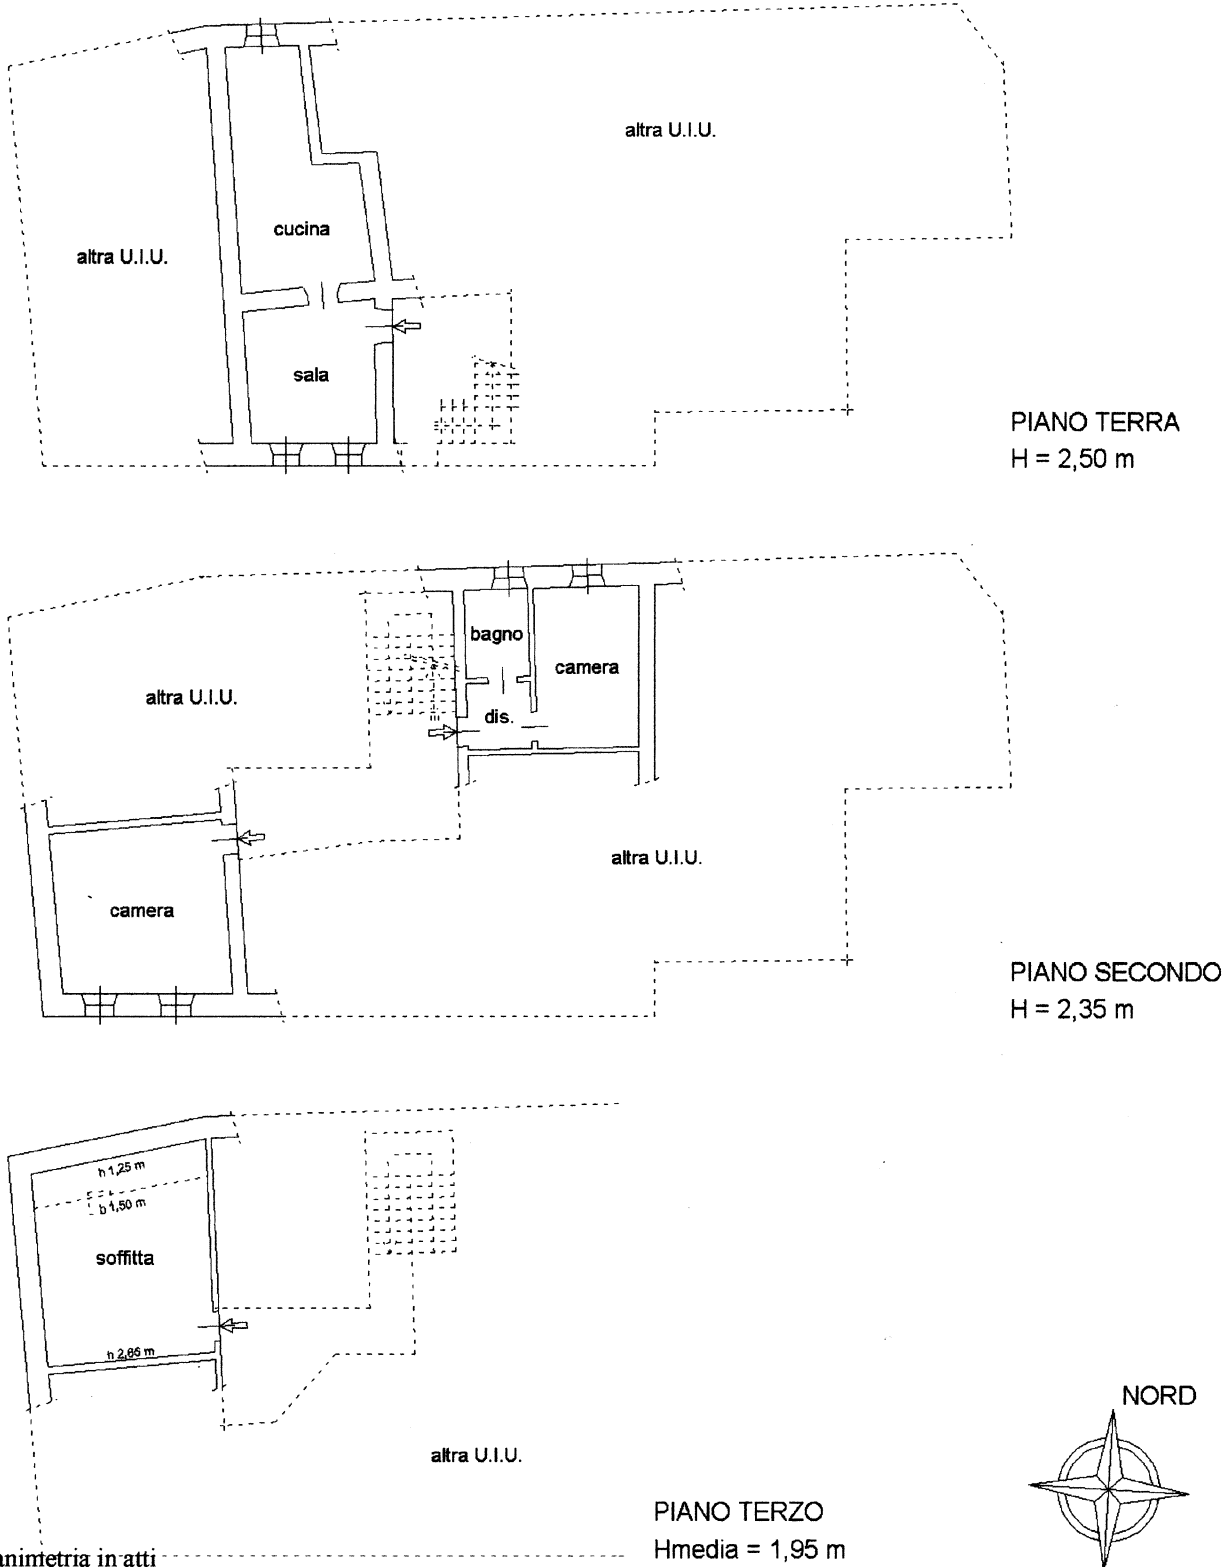 altra U.I.U.
cucina
altra U.I.U.
sala
PIANO TERRA
H = 2,50 m
bagno
camera
altra U.I.U.
dis.
altra U.I.U.
camera
PIANO SECONDO
H = 2,35 m
h 1,25 m
h 1,50 m
soffitta
h 2,65 m
NORD
altra U.I.U.
PIANO TERZO
Hmedia = 1,95 m
animetria in atti